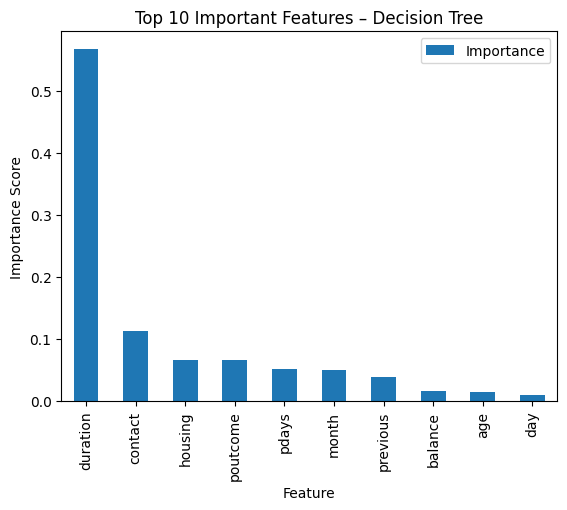 Top 10 Important Features – Decision Tree
Importance
Importance Score
0.5
0.4
0.3
0.2
0.1
0.0
duration
contact
housing
poutcome
pdays
month
previous
balance
age
day
Feature